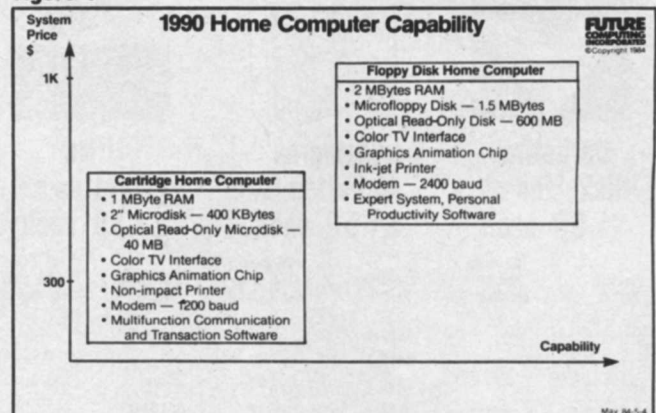 System
Price
$
1990 Home Computer Capability
FUTURE
COMPUTING
INCORPORATED
©Copyright 1984
1K
Floppy Disk Home Computer
• 2 MBytes RAM
• Microfloppy Disk — 1.5 MBytes
• Optical Read-Only Disk — 600 MB
• Color TV Interface
• Graphics Animation Chip
• Ink-jet Printer
• Modem — 2400 baud
• Expert System, Personal
Productivity Software
Cartridge Home Computer
• 1 MByte RAM
• 2" Microdisk — 400 KBytes
• Optical Read-Only Microdisk —
40 MB
• Color TV Interface
• Graphics Animation Chip
• Non-impact Printer
• Modem — 1200 baud
• Multifunction Communication
and Transaction Software
300
Capability